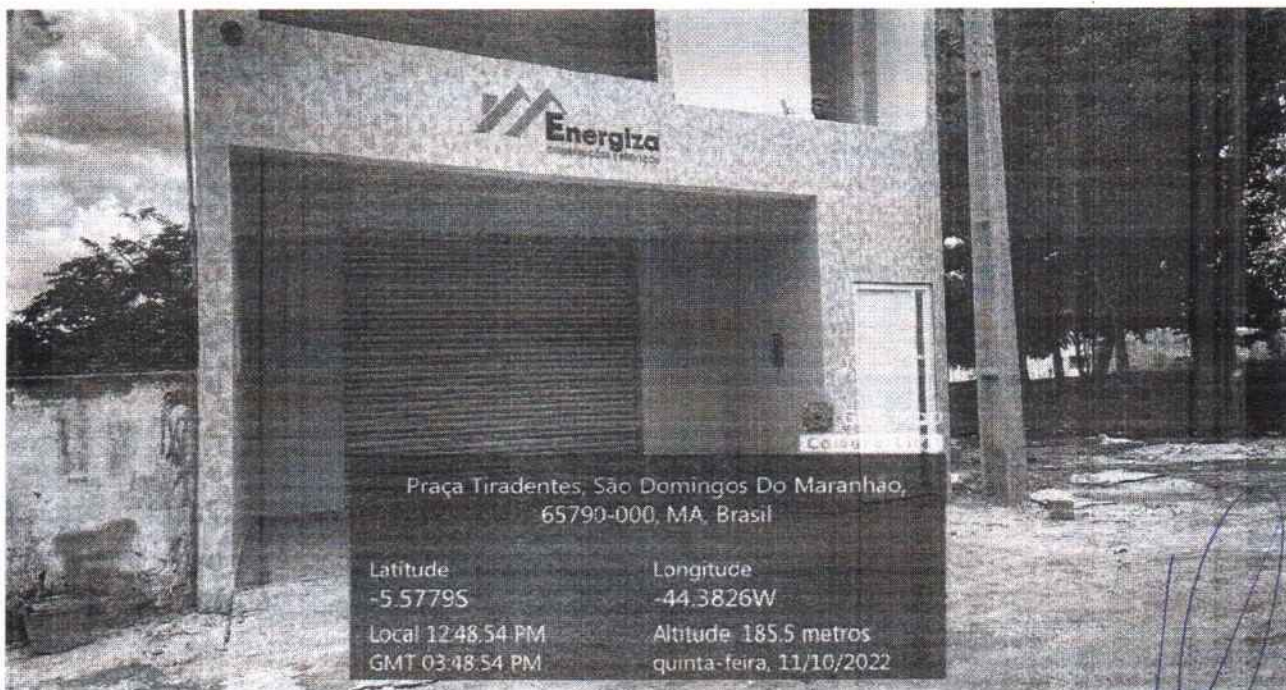 Energiza
Praça Tiradentes, São Domingos Do Maranhao,
65790-000, MA, Brasil
Latitude
-5.5779S
Longitude
-44.3826W
Local 12:48:54 PM
GMT 03:48:54 PM
Altitude 185.5 metros
quinta-feira, 11/10/2022